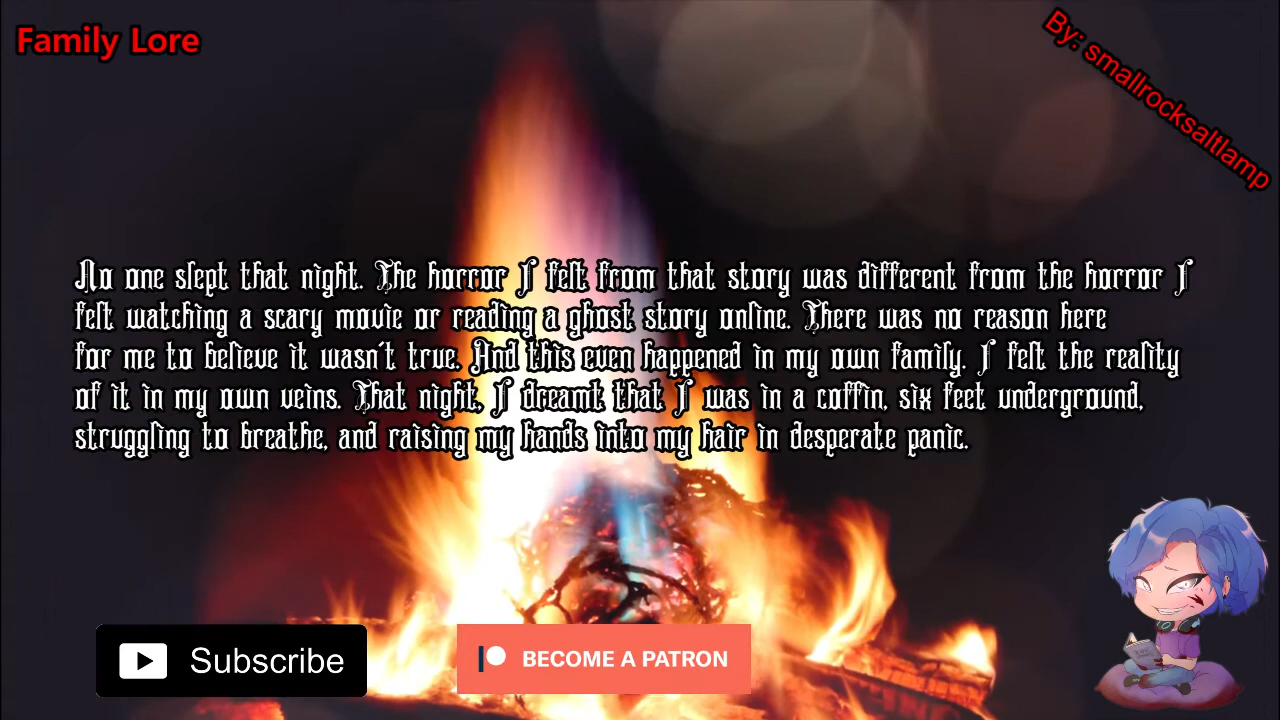 Family Lore
By: smallrocksaltlamp
No one slept that night. The horror I felt from that story was different from the horror I
felt watching a scary movie or reading a ghost story online. There was no reason here
for me to believe it wasn't true. And this even happened in my own family. I felt the reality
of it in my own veins. That night, I dreamt that I was in a coffin, six feet underground,
struggling to breathe, and raising my hands into my hair in desperate panic.
Subscribe
BECOME A PATRON